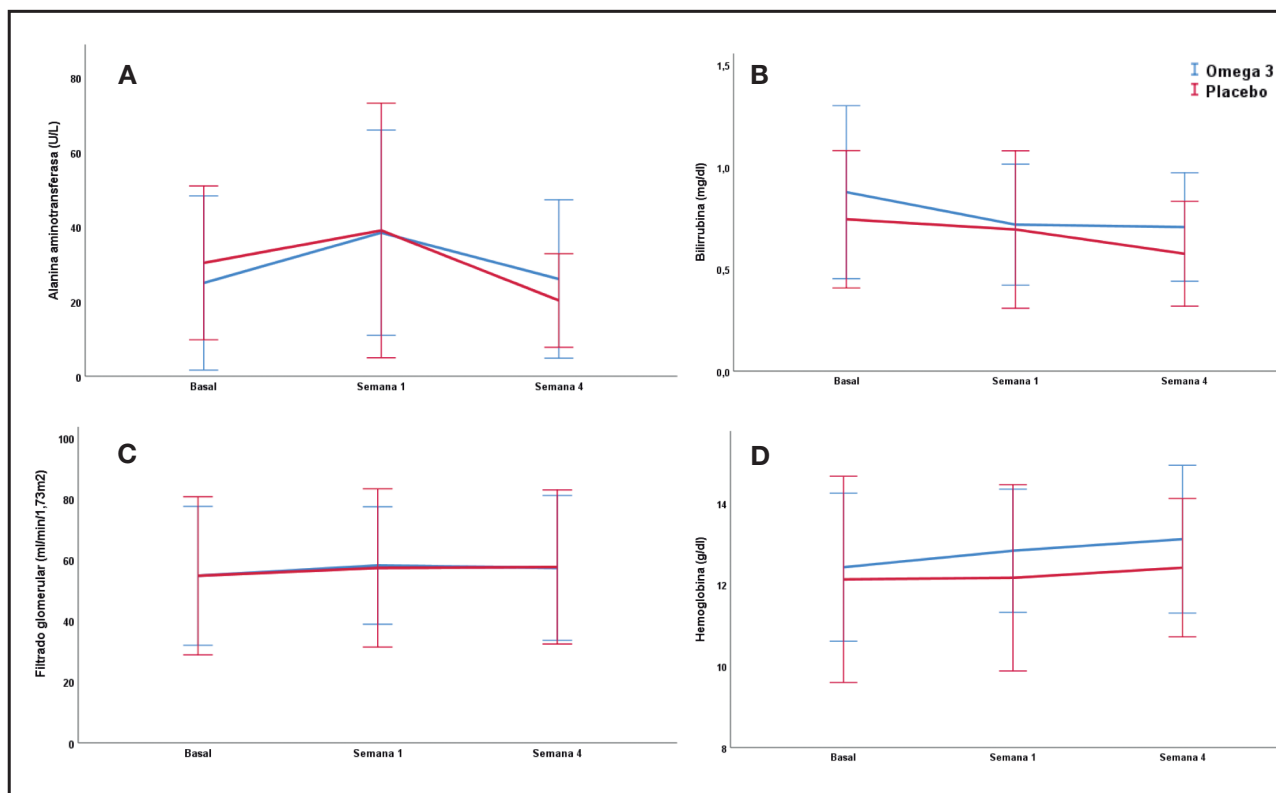 A
Alanina aminotransferasa (U/L)
80
60
40
20
0
Basal
Semana 1
Semana 4
B
Omega 3
Placebo
Bilirrubina (mg/dl)
1,5
1,0
0,5
0,0
Basal
Semana 1
Semana 4
C
Filtrado glomerular (ml/min/1,73m2)
100
80
60
40
20
0
Basal
Semana 1
Semana 4
D
Hemoglobina (g/dl)
14
12
10
8
Basal
Semana 1
Semana 4